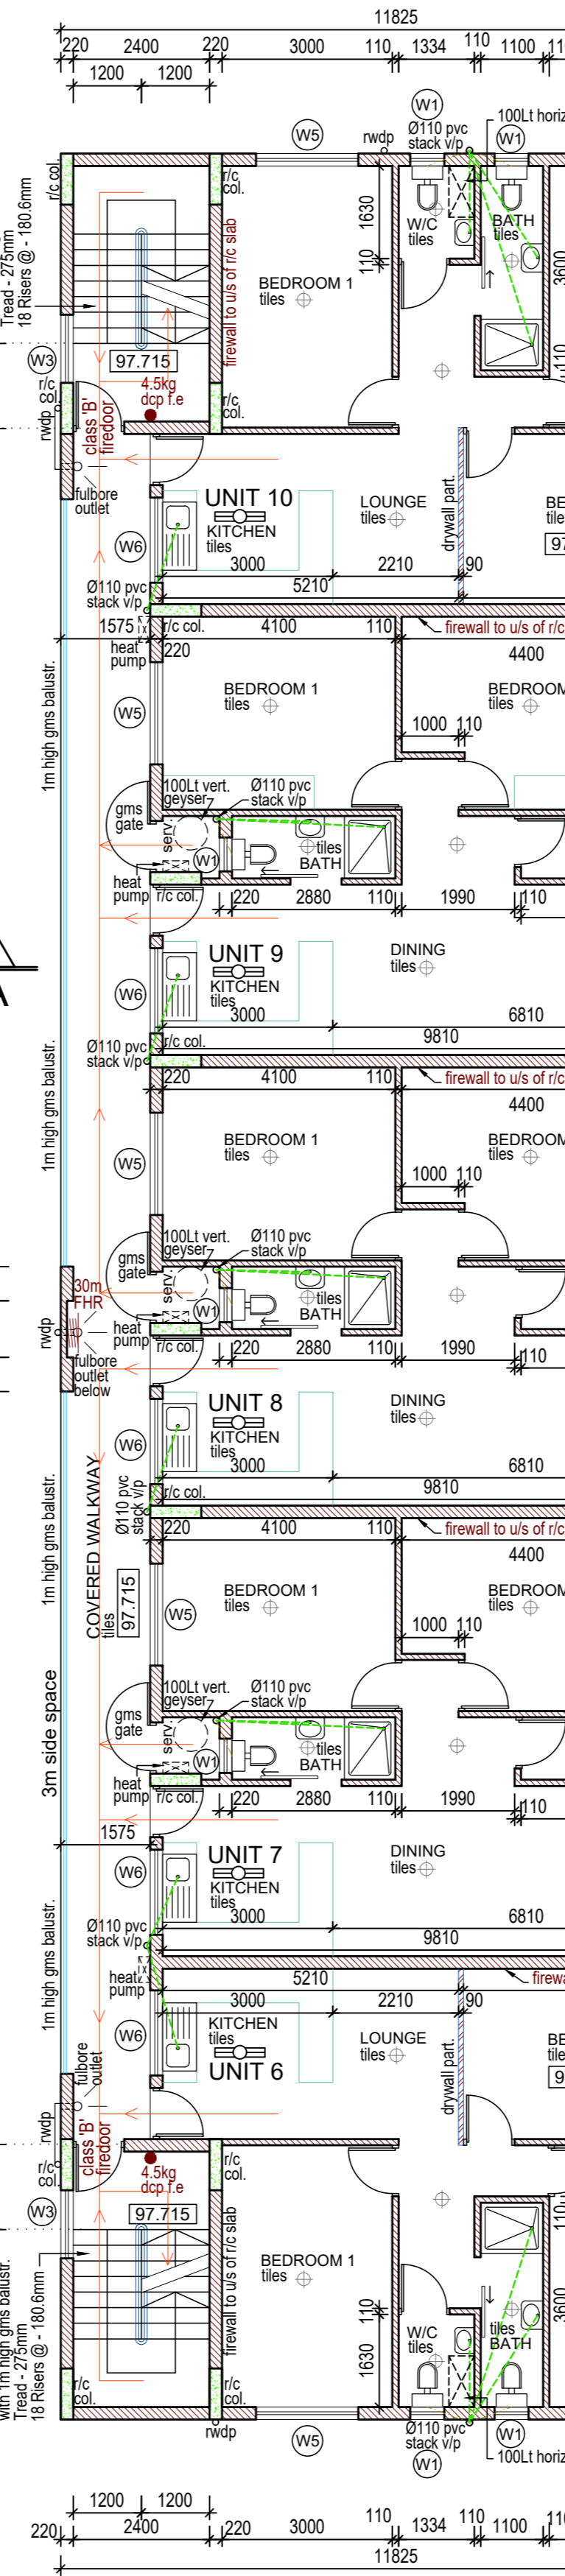 11825
220 2400 220 3000 110 1334 110 1100
1200 1200
W1
W5
rwdp
Ø110 pvc
stack v/p
W1
100Lt horiz
r/c col.
r/c
col.
1630
W/C
tiles
BATH
tiles
3600
110
Tread - 275mm
18 Risers @ - 180.6mm
firewall to u/s of r/c slab
BEDROOM 1
tiles
110
W3
97.715
4.5kg
dcp f.e
r/c
col.
r/c
col.
rwdp
class 'B'
firedoor
fulbore
outlet
UNIT 10
KITCHEN
tiles
LOUNGE
tiles
drywall part.
W6
3000 2210 90
5210
Ø110 pvc
stack v/p
1575
r/c col.
4100 110
firewall to u/s of r/c
heat
pump
220
4400
1m high gms balustr.
W5
BEDROOM 1
tiles
BEDROOM
tiles
1000 110
100Lt vert.
geyser
Ø110 pvc
stack v/p
gms
gate
serv.
W1
tiles
BATH
heat
pump
r/c col.
220 2880 110 1990 110
UNIT 9
KITCHEN
tiles
DINING
tiles
W6
3000 6810
9810
Ø110 pvc
stack v/p
r/c col.
A
220 4100 110
firewall to u/s of r/c
4400
1m high gms balustr.
W5
BEDROOM 1
tiles
BEDROOM
tiles
1000 110
100Lt vert.
geyser
Ø110 pvc
stack v/p
gms
gate
serv.
W1
tiles
BATH
30m
FHR
rwdp
heat
pump
r/c col.
fulbore
outlet
below
220 2880 110 1990 110
UNIT 8
KITCHEN
tiles
DINING
tiles
W6
3000 6810
9810
Ø110 pvc
stack v/p
r/c col.
1m high gms balustr.
COVERED WALKWAY
tiles
97.715
220 4100 110
firewall to u/s of r/c
4400
W5
BEDROOM 1
tiles
BEDROOM
tiles
1000 110
3m side space
100Lt vert.
geyser
Ø110 pvc
stack v/p
gms
gate
serv.
W1
tiles
BATH
heat
pump
r/c col.
220 2880 110 1990 110
1575
UNIT 7
KITCHEN
tiles
DINING
tiles
W6
3000 6810
9810
Ø110 pvc
stack v/p
1m high gms balustr.
heat
pump
5210
3000 2210 90
W6
KITCHEN
tiles
UNIT 6
LOUNGE
tiles
drywall part.
fulbore
outlet
rwdp
class 'B'
firedoor
4.5kg
dcp f.e
r/c
col.
r/c
col.
W3
97.715
firewall to u/s of r/c slab
BEDROOM 1
tiles
110
with 1m high gms balustr.
Tread - 275mm
18 Risers @ - 180.6mm
110
1630
W/C
tiles
tiles
BATH
3600
r/c
col.
r/c
col.
rwdp
W5
Ø110 pvc
stack v/p
W1
W1
100Lt horiz
1200 1200
220 2400 220 3000 110 1334 110 1100
11825